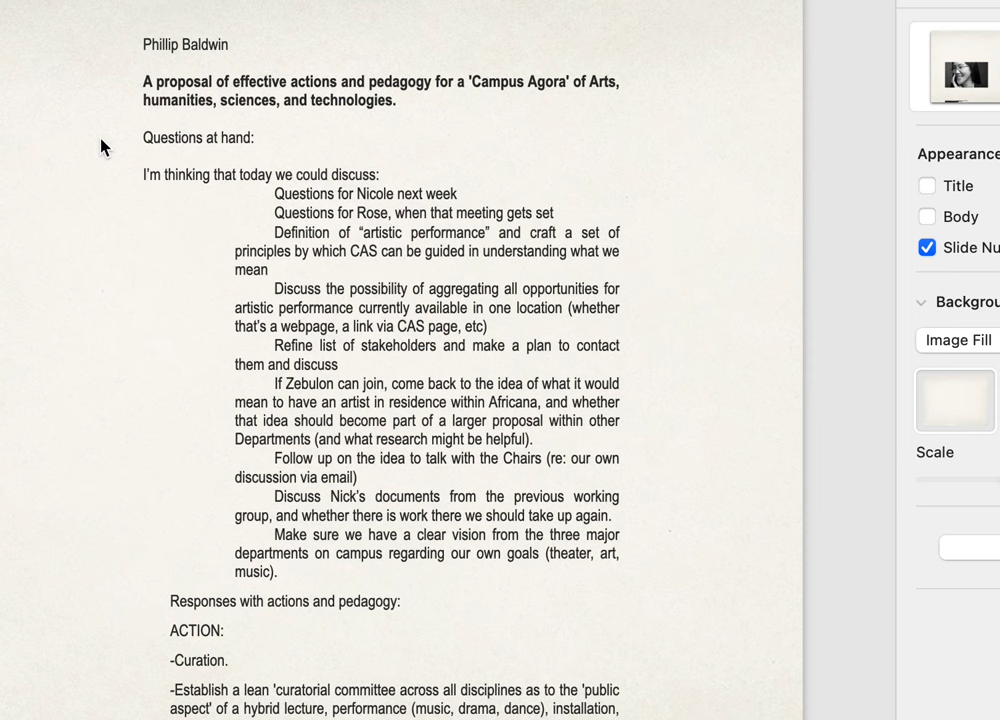 Phillip Baldwin
A proposal of effective actions and pedagogy for a 'Campus Agora' of Arts,
humanities, sciences, and technologies.
Questions at hand:
I'm thinking that today we could discuss:
Questions for Nicole next week
Questions for Rose, when that meeting gets set
Definition of “artistic performance” and craft a set of
principles by which CAS can be guided in understanding what we
mean
Discuss the possibility of aggregating all opportunities for
artistic performance currently available in one location (whether
that's a webpage, a link via CAS page, etc)
Refine list of stakeholders and make a plan to contact
them and discuss
If Zebulon can join, come back to the idea of what it would
mean to have an artist in residence within Africana, and whether
that idea should become part of a larger proposal within other
Departments (and what research might be helpful).
Follow up on the idea to talk with the Chairs (re: our own
discussion via email)
Discuss Nick's documents from the previous working
group, and whether there is work there we should take up again.
Make sure we have a clear vision from the three major
departments on campus regarding our own goals (theater, art,
music).
Responses with actions and pedagogy:
ACTION:
-Curation.
-Establish a lean 'curatorial committee across all disciplines as to the 'public
aspect' of a hybrid lecture, performance (music, drama, dance), installation,
Appearance
Title
Body
Slide Nu
Backgrou
Image Fill
Scale